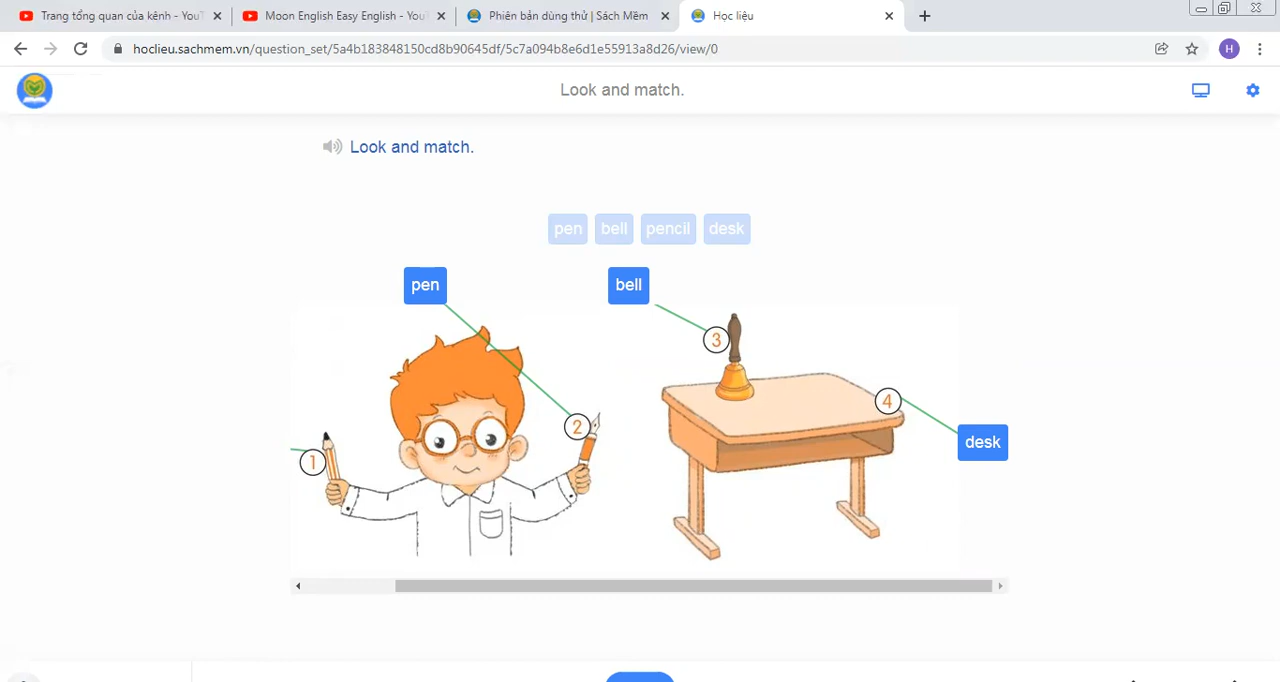 Trang tổng quan của kênh - YouT
Moon English Easy English - YouT
Phiên bản dùng thử | Sách Mềm
Học liệu
hoclieu.sachmem.vn/question_set/5a4b183848150cd8b90645df/5c7a094b8e6d1e55913a8d26/view/0
H
Look and match.
Look and match.
pen bell pencil desk
pen bell
3
4
2
desk
1